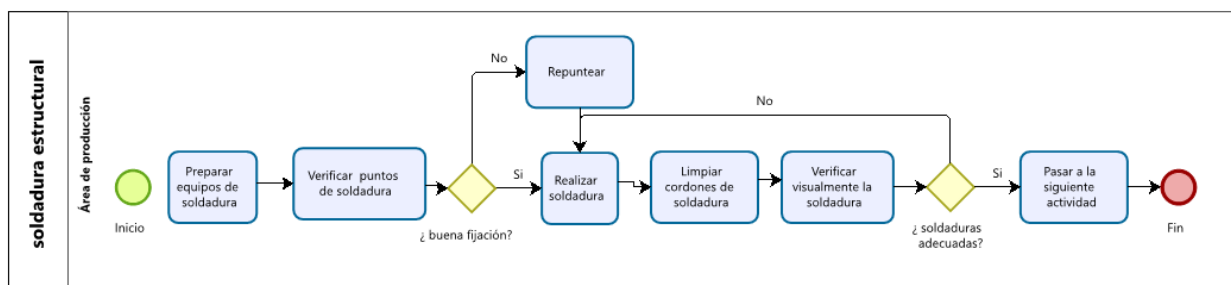 soldadura estructural
Área de producción
Inicio
Preparar
equipos de
soldadura
Verificar puntos
de soldadura
¿ buena fijación?
No
Repuntear
Si
Realizar
soldadura
Limpiar
cordones de
soldadura
Verificar
visualmente la
soldadura
No
¿ soldaduras
adecuadas?
Si
Pasar a la
siguiente
actividad
Fin